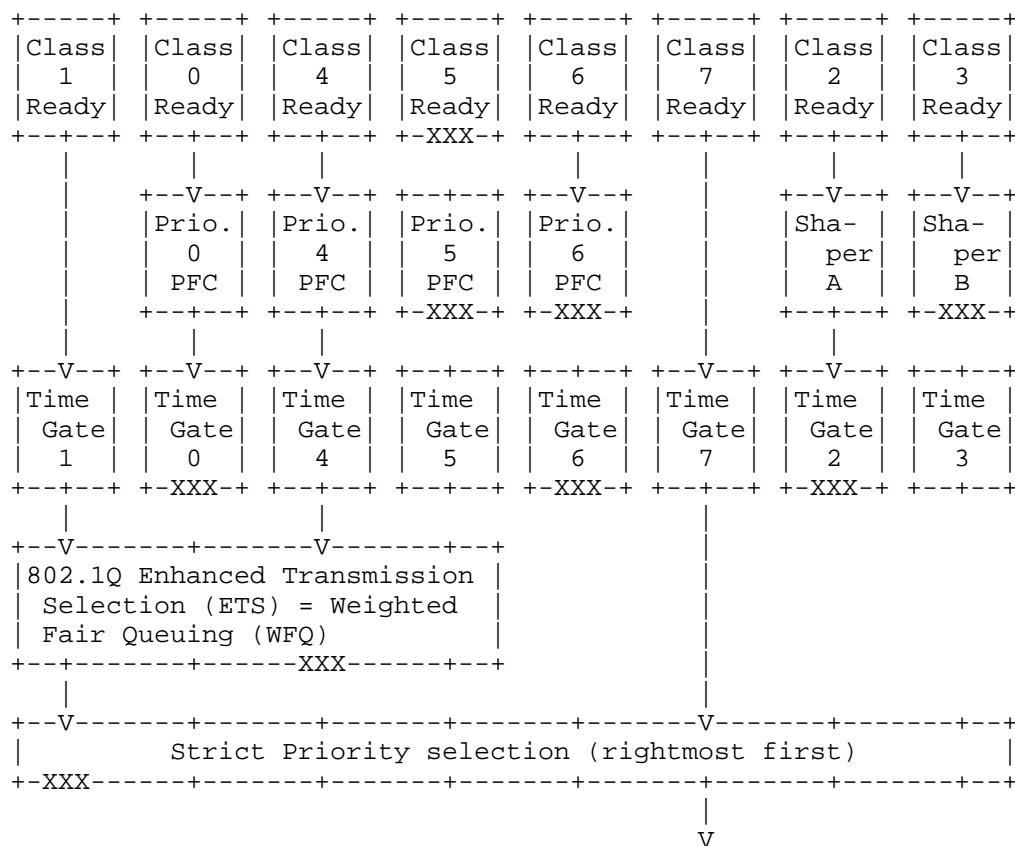 Class Class Class Class Class Class Class Class
1 0 4 5 6 7 2 3
Ready Ready Ready Ready Ready Ready Ready Ready
XXX
V V V V V
Prio. Prio. Prio. Prio. Sha- Sha-
0 4 5 6 per per
PFC PFC PFC PFC A B
XXX XXX XXX
V V V V V
Time Time Time Time Time Time Time Time
Gate Gate Gate Gate Gate Gate Gate Gate
1 0 4 5 6 7 2 3
XXX XXX XXX
V V
802.1Q Enhanced Transmission
Selection (ETS) = Weighted
Fair Queuing (WFQ)
XXX
V V
Strict Priority selection (rightmost first)
XXX
V